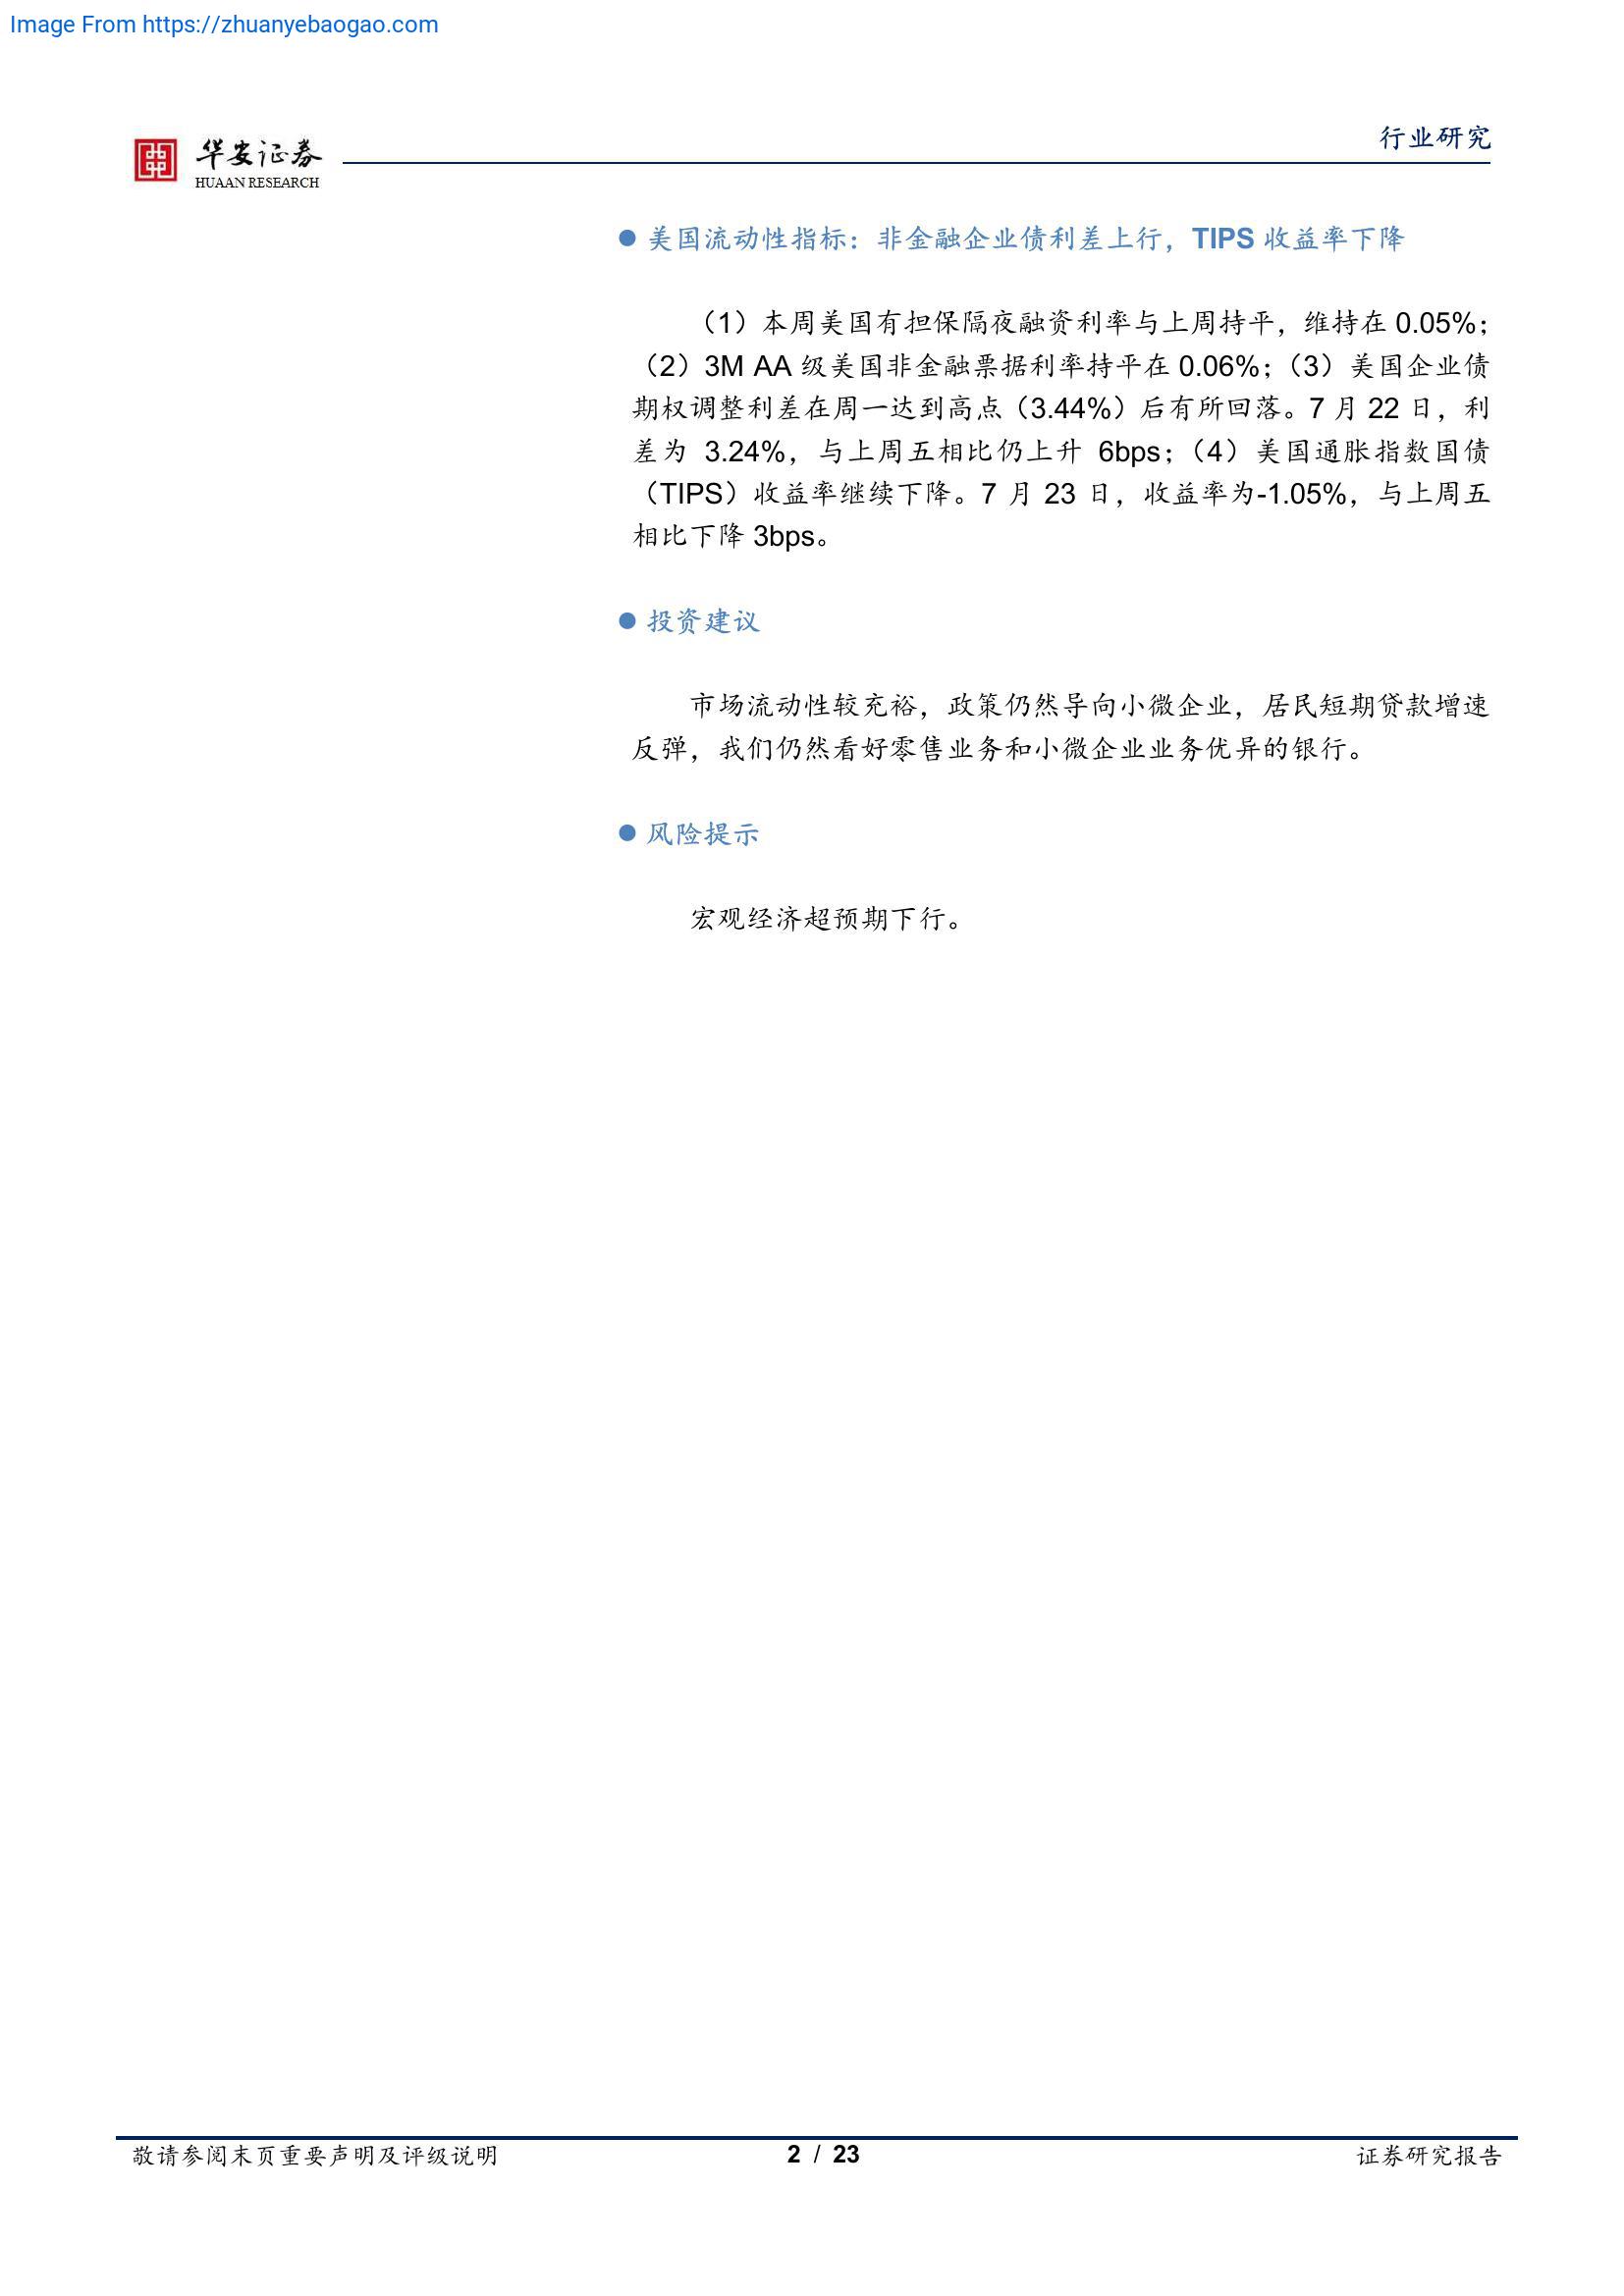 Image From https://zhuanyebaogao.com
行业研究
华安证券
HUAAN RESEARCH
● 美国流动性指标：非金融企业债利差上行，TIPS 收益率下降
（1）本周美国有担保隔夜融资利率与上周持平，维持在 0.05%；
（2）3M AA 级美国非金融票据利率持平在 0.06%；（3）美国企业债
期权调整利差在周一达到高点（3.44%）后有所回落。7 月 22 日，利
差为 3.24%，与上周五相比仍上升 6bps；（4）美国通胀指数国债
（TIPS）收益率继续下降。7 月 23 日，收益率为-1.05%，与上周五
相比下降 3bps。
● 投资建议
市场流动性较充裕，政策仍然导向小微企业，居民短期贷款增速
反弹，我们仍然看好零售业务和小微企业业务优异的银行。
● 风险提示
宏观经济超预期下行。
敬请参阅末页重要声明及评级说明
2 / 23
证券研究报告